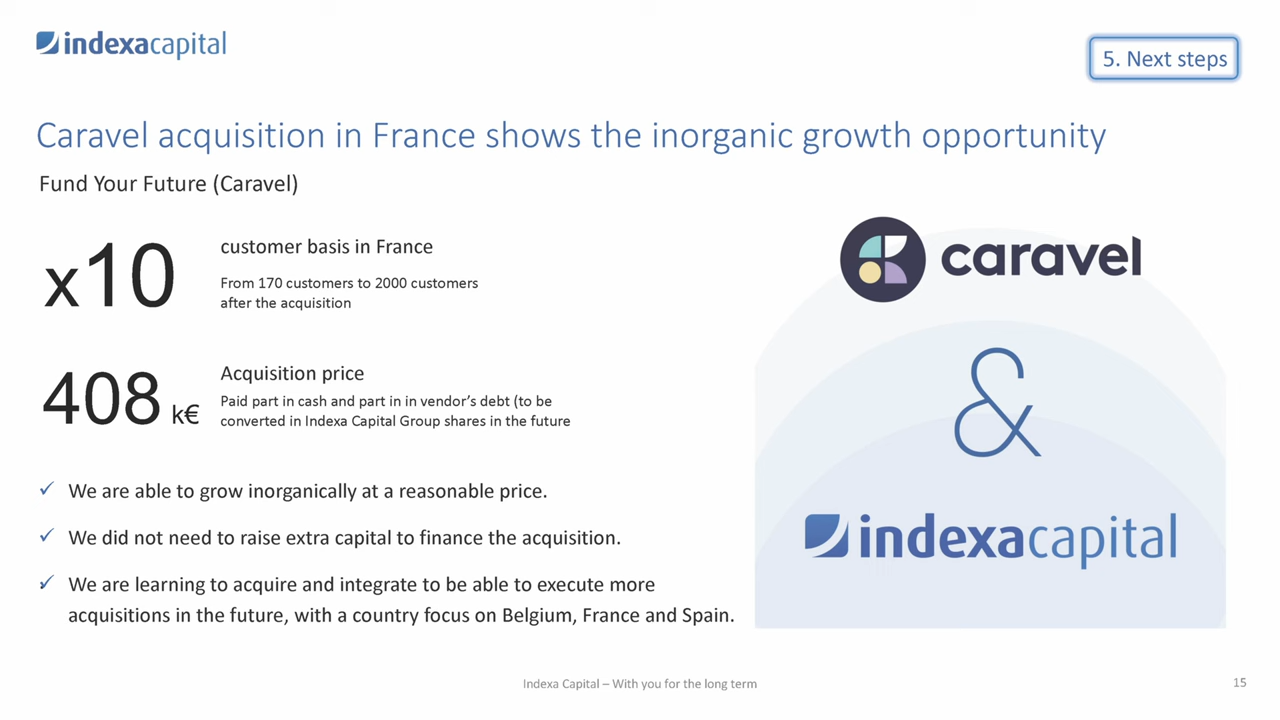 indexacapital
5. Next steps
Caravel acquisition in France shows the inorganic growth opportunity
Fund Your Future (Caravel)
x10
customer basis in France
From 170 customers to 2000 customers
after the acquisition
408 k€
Acquisition price
Paid part in cash and part in in vendor's debt (to be
converted in Indexa Capital Group shares in the future
✓ We are able to grow inorganically at a reasonable price.
✓ We did not need to raise extra capital to finance the acquisition.
✓ We are learning to acquire and integrate to be able to execute more
acquisitions in the future, with a country focus on Belgium, France and Spain.
caravel
&
indexacapital
Indexa Capital – With you for the long term
15